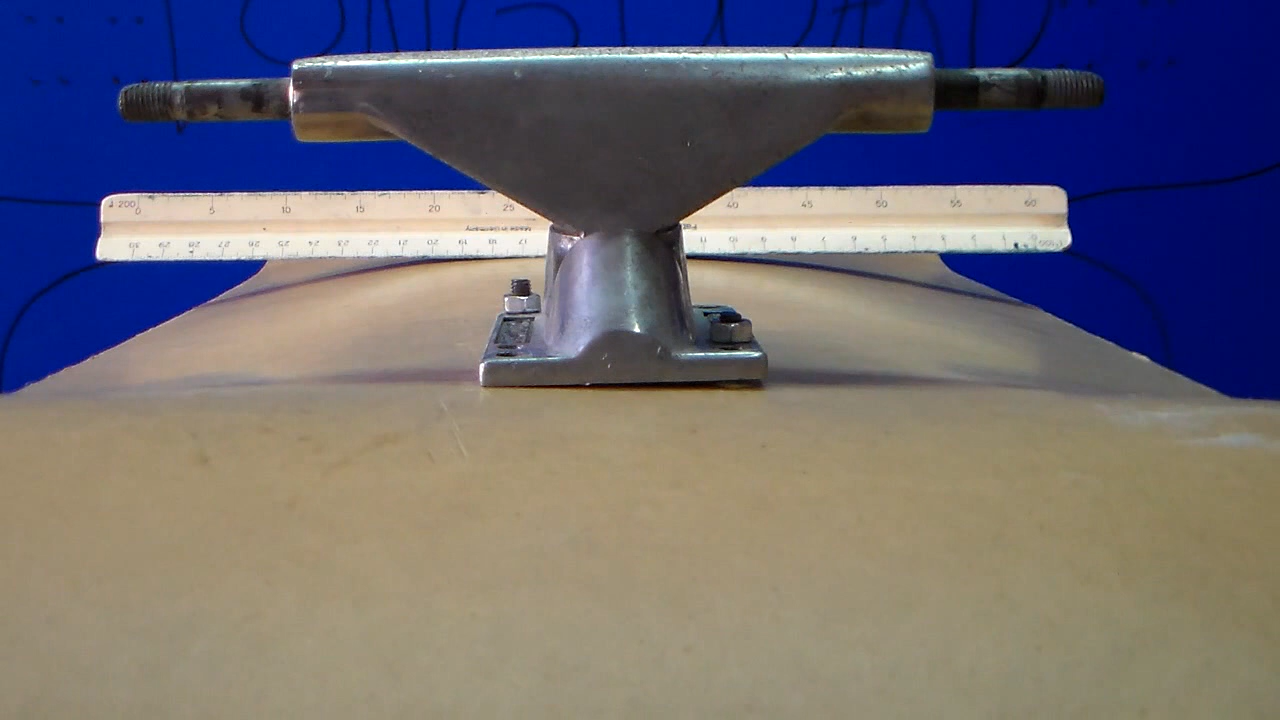 LONGBOARD
1:200 0 5 10 15 20 25 40 45 50 55 60
Made in Germany
30 29 28 27 26 25 24 23 22 21 20 19 18 17 11 10 9 8 7 6 5 4 3 2 1 0 1:100